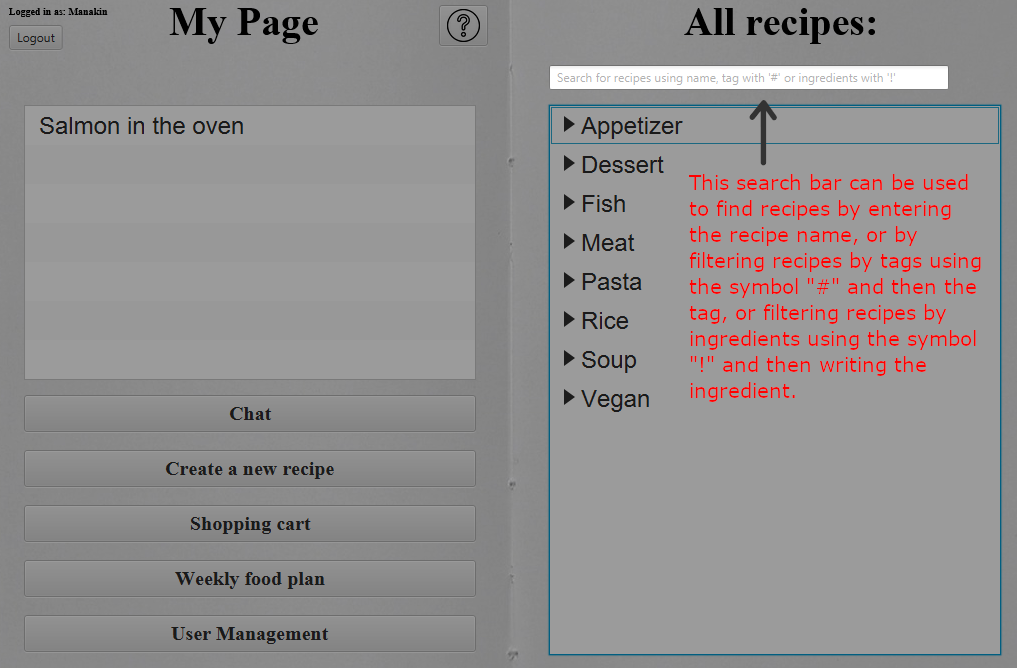 Logged in as: Manakin
Logout
My Page
?
Salmon in the oven
Chat
Create a new recipe
Shopping cart
Weekly food plan
User Management
All recipes:
Search for recipes using name, tag with '#' or ingredients with '!'
Appetizer
Dessert
Fish
Meat
Pasta
Rice
Soup
Vegan
This search bar can be used
to find recipes by entering
the recipe name, or by
filtering recipes by tags using
the symbol "#" and then the
tag, or filtering recipes by
ingredients using the symbol
"!" and then writing the
ingredient.